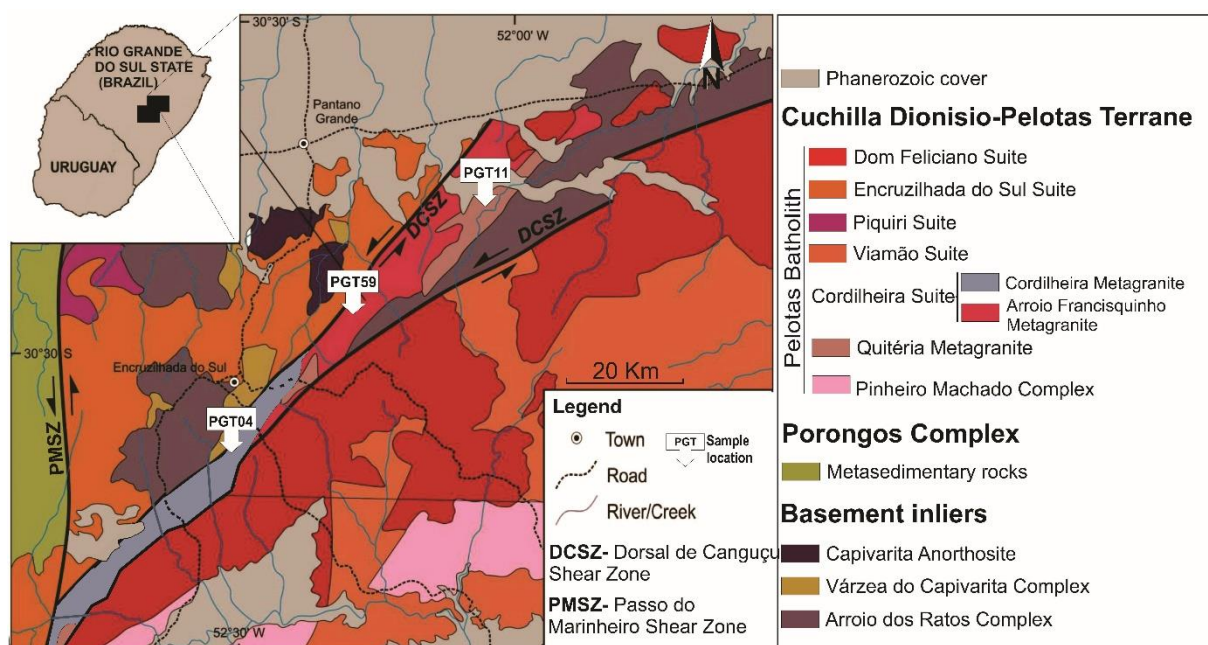 RIO GRANDE
DO SUL STATE
(BRAZIL)
URUGUAY
30°30' S
52°00' W
N
Pantano
Grande
PGT11
DCSZ
DCSZ
PGT59
30°30' S
Encruzilhada do Sul
PGT04
PMSZ
20 Km
52°30' W
Legend
Town
PGT
Sample
location
Road
River/Creek
DCSZ- Dorsal de Canguçu
Shear Zone
PMSZ- Passo do
Marinheiro Shear Zone
Phanerozoic cover
Cuchilla Dionisio-Pelotas Terrane
Pelotas Batholith
Dom Feliciano Suite
Encruzilhada do Sul Suite
Piquiri Suite
Viamão Suite
Cordilheira Suite
Cordilheira Metagranite
Arroio Francisquinho
Metagranite
Quitéria Metagranite
Pinheiro Machado Complex
Porongos Complex
Metasedimentary rocks
Basement inliers
Capivarita Anorthosite
Várzea do Capivarita Complex
Arroio dos Ratos Complex